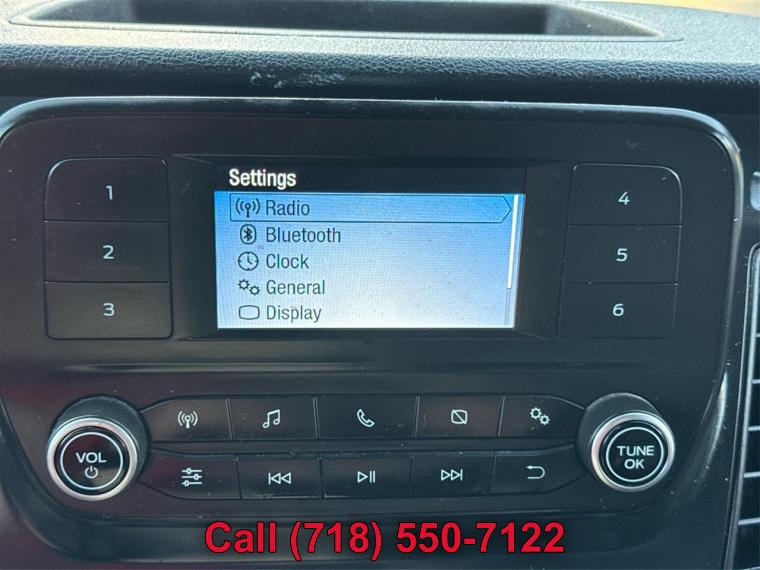 Settings
Radio
Bluetooth
Clock
General
Display
1
2
3
4
5
6
VOL
TUNE
OK
Call (718) 550-7122